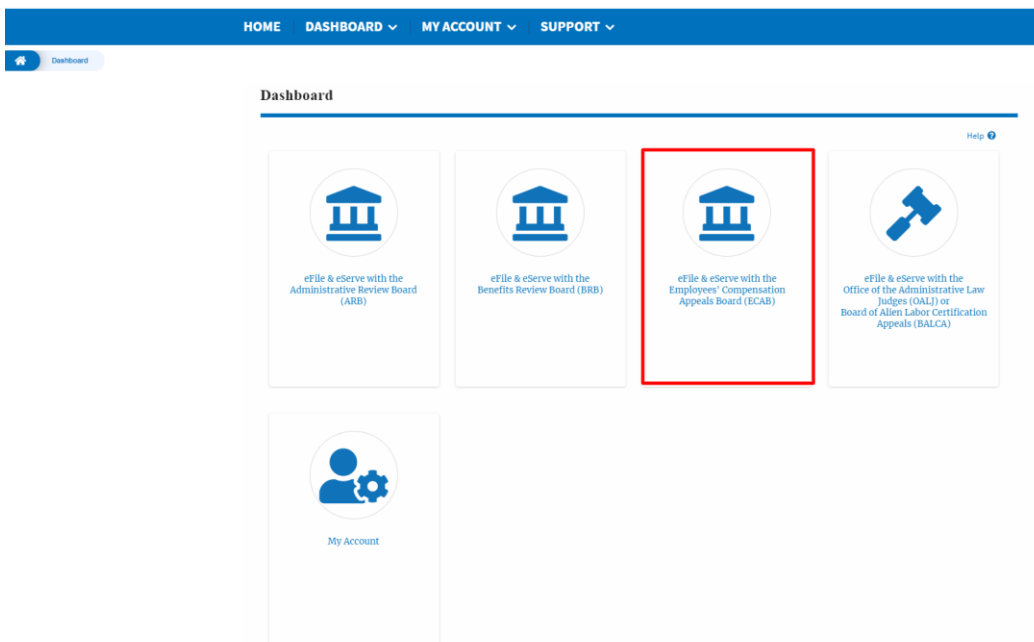 HOME DASHBOARD MY ACCOUNT SUPPORT
Dashboard
Dashboard
Help
eFile & eServe with the
Administrative Review Board
(ARB)
eFile & eServe with the
Benefits Review Board (BRB)
eFile & eServe with the
Employees' Compensation
Appeals Board (ECAB)
eFile & eServe with the
Office of the Administrative Law
Judges (OALJ) or
Board of Alien Labor Certification
Appeals (BALCA)
My Account